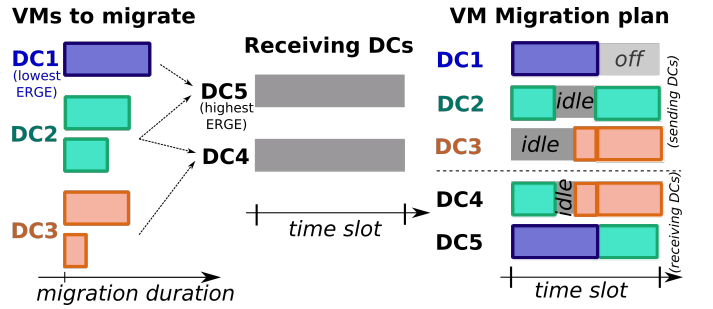 VMs to migrate
DC1
(lowest
ERGE)
DC2
DC3
migration duration
Receiving DCs
DC5
(highest
ERGE)
DC4
time slot
VM Migration plan
DC1
off
DC2
idle
DC3
idle
(sending DCs)
DC4
idle
DC5
(receiving DCs)
time slot